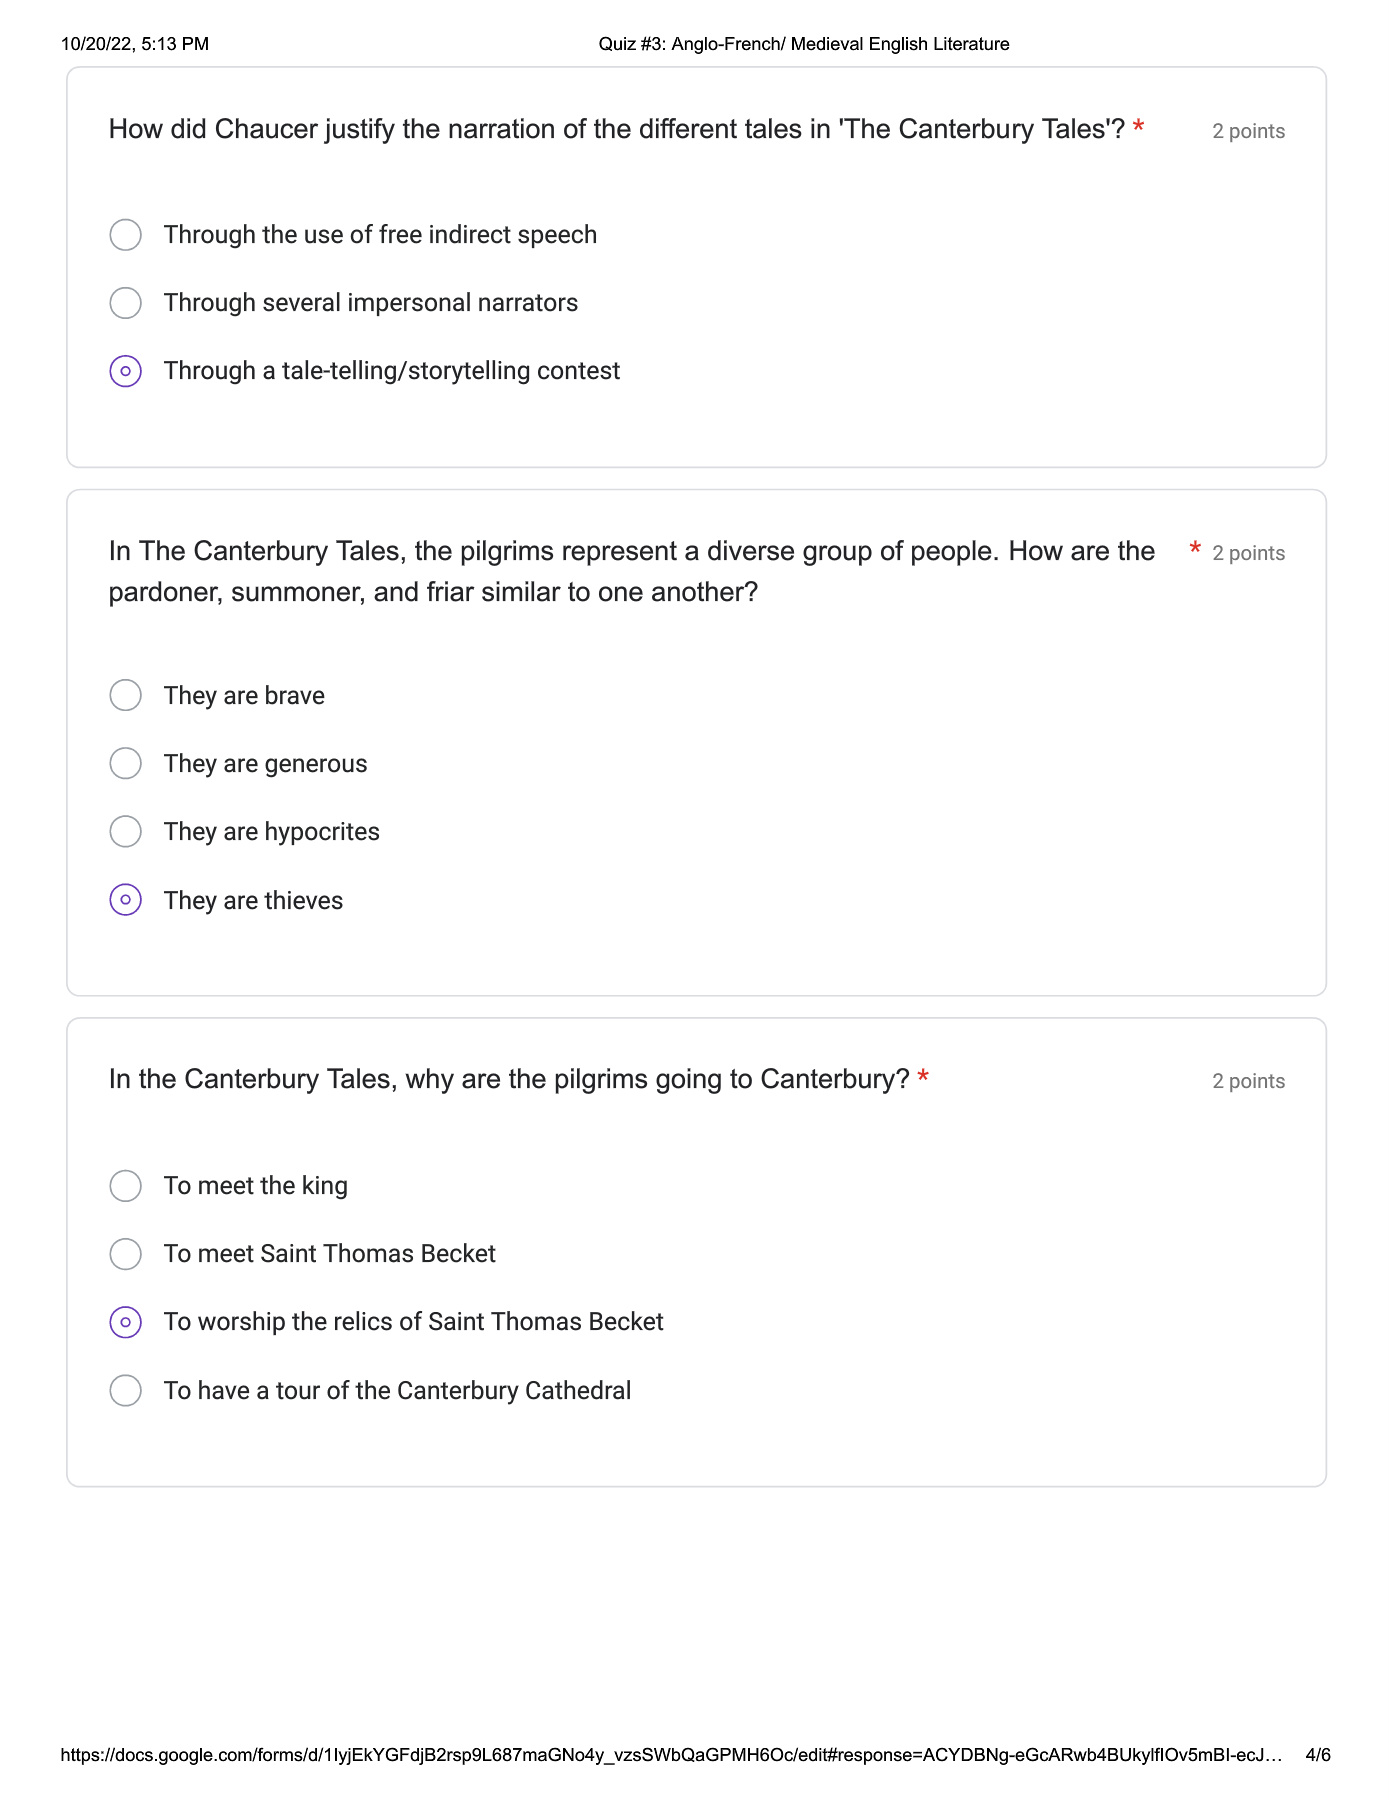 10/20/22, 5:13 PM
Quiz #3: Anglo-French/ Medieval English Literature
How did Chaucer justify the narration of the different tales in 'The Canterbury Tales'? *
2 points
Through the use of free indirect speech
Through several impersonal narrators
Through a tale-telling/storytelling contest
In The Canterbury Tales, the pilgrims represent a diverse group of people. How are the
* 2 points
pardoner, summoner, and friar similar to one another?
They are brave
They are generous
They are hypocrites
They are thieves
In the Canterbury Tales, why are the pilgrims going to Canterbury? *
2 points
To meet the king
To meet Saint Thomas Becket
To worship the relics of Saint Thomas Becket
To have a tour of the Canterbury Cathedral
https://docs.google.com/forms/d/1IyjEkYGFdjB2rsp9L687maGNo4y_vzsSWbQaGPMH6Oc/edit#response=ACYDBNg-eGcARwb4BUkylfIOv5mBI-ecJ…
4/6